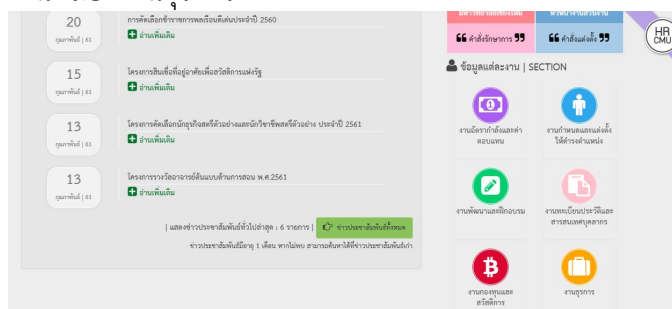 20
กุมภาพันธ์ | 61
การคัดเลือกข้าราชการพลเรือนดีเด่นประจำปี 2560
อ่านเพิ่มเติม
15
กุมภาพันธ์ | 61
โครงการสินเชื่อที่อยู่อาศัยเพื่อสวัสดิการแห่งรัฐ
อ่านเพิ่มเติม
13
กุมภาพันธ์ | 61
โครงการคัดเลือกนักธุรกิจสตรีตัวอย่างและนักวิชาชีพสตรีตัวอย่าง ประจำปี 2561
อ่านเพิ่มเติม
13
กุมภาพันธ์ | 61
โครงการรางวัลอาจารย์ต้นแบบด้านการสอน พ.ศ.2561
อ่านเพิ่มเติม
| แสดงข่าวประชาสัมพันธ์ทั่วไปล่าสุด : 6 รายการ | ข่าวประชาสัมพันธ์ทั้งหมด
ข่าวประชาสัมพันธ์มีอายุ 1 เดือน หากไม่พบ สามารถค้นหาได้ที่ข่าวประชาสัมพันธ์เก่า
คำสั่งรักษาการ
คำสั่งแต่งตั้ง
HR
CMU
ข้อมูลแต่ละงาน | SECTION
งานอัตรากำลังและค่า
ตอบแทน
งานกำหนดและแต่งตั้ง
ให้ดำรงตำแหน่ง
งานพัฒนาและฝึกอบรม
งานทะเบียนประวัติและ
สารสนเทศบุคลากร
งานกองทุนและ
สวัสดิการ
งานธุรการ